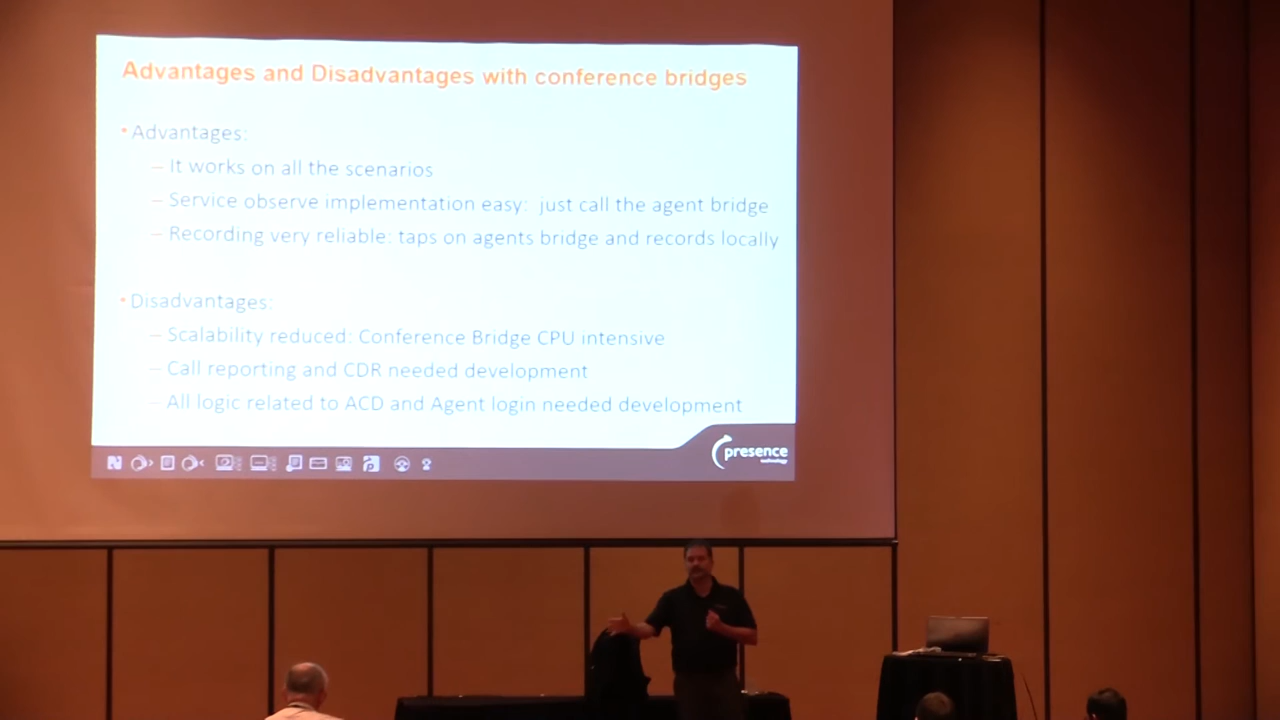 Advantages and Disadvantages with conference bridges
• Advantages:
– It works on all the scenarios
– Service observe implementation easy: just call the agent bridge
– Recording very reliable: taps on agents bridge and records locally
• Disadvantages:
– Scalability reduced: Conference Bridge CPU intensive
– Call reporting and CDR needed development
– All logic related to ACD and Agent login needed development
presence
technology